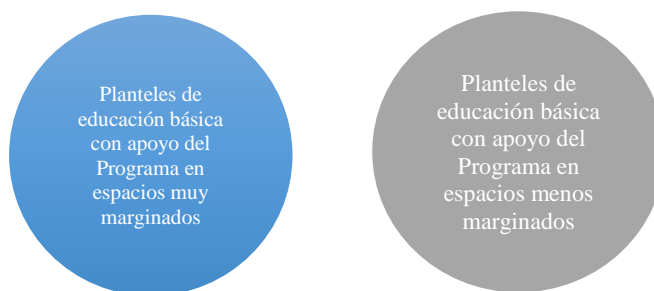 Planteles de
educación básica
con apoyo del
Programa en
espacios muy
marginados
Planteles de
educación básica
con apoyo del
Programa en
espacios menos
marginados